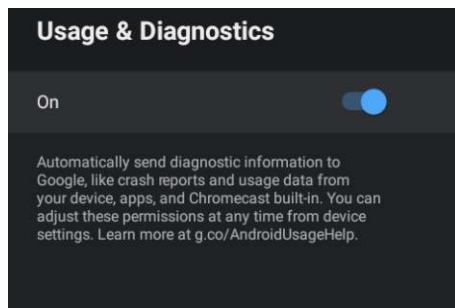 Usage & Diagnostics
On
Automatically send diagnostic information to
Google, like crash reports and usage data from
your device, apps, and Chromecast built-in. You can
adjust these permissions at any time from device
settings. Learn more at g.co/AndroidUsageHelp.